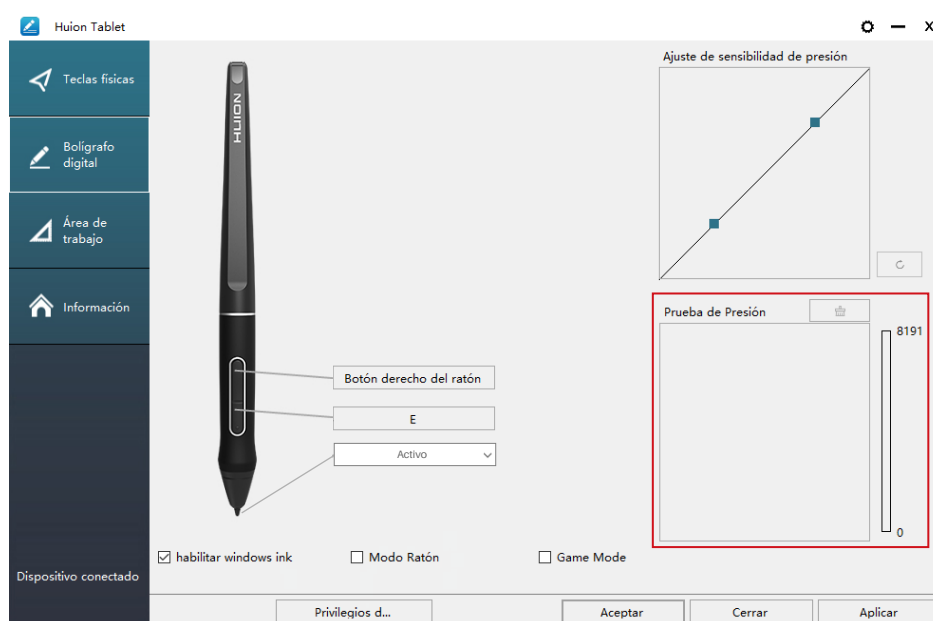 Huion Tablet
Teclas físicas
Bolígrafo
digital
Área de
trabajo
Información
Dispositivo conectado
HUION
Botón derecho del ratón
E
Activo
habilitar windows ink
Modo Ratón
Game Mode
Ajuste de sensibilidad de presión
Prueba de Presión
8191
0
Privilegios d...
Aceptar
Cerrar
Aplicar